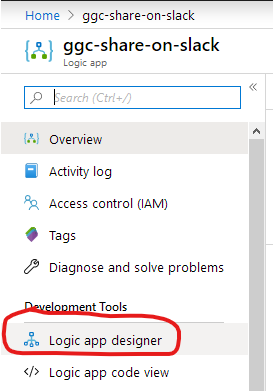 Home > ggc-share-on-slack
ggc-share-on-slack
Logic app
Search (Ctrl+/)
Overview
Activity log
Access control (IAM)
Tags
Diagnose and solve problems
Development Tools
Logic app designer
Logic app code view